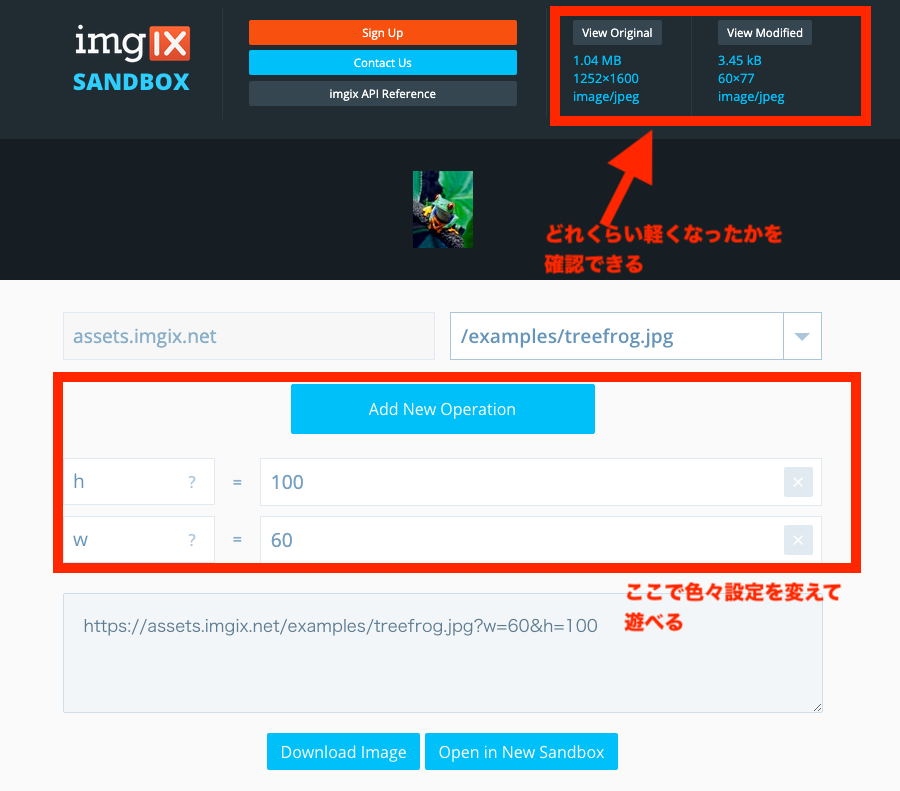 imgIX
SANDBOX
Sign Up
Contact Us
imgix API Reference
View Original
1.04 MB
1252×1600
image/jpeg
View Modified
3.45 kB
60×77
image/jpeg
どれくらい軽くなったかを
確認できる
assets.imgix.net
/examples/treefrog.jpg
Add New Operation
h ? = 100 ×
w ? = 60 ×
ここで色々設定を変えて
遊べる
https://assets.imgix.net/examples/treefrog.jpg?w=60&h=100
Download Image
Open in New Sandbox